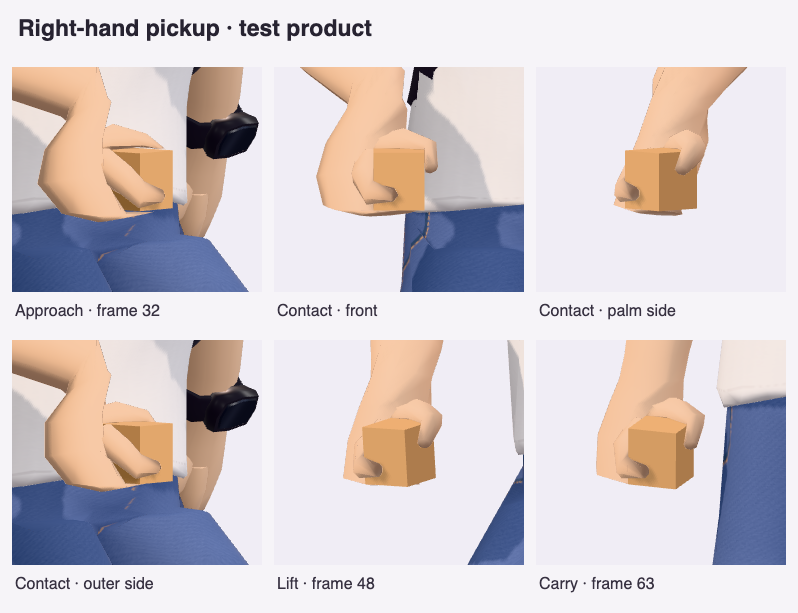 Right-hand pickup · test product
Approach · frame 32
Contact · front
Contact · palm side
Contact · outer side
Lift · frame 48
Carry · frame 63